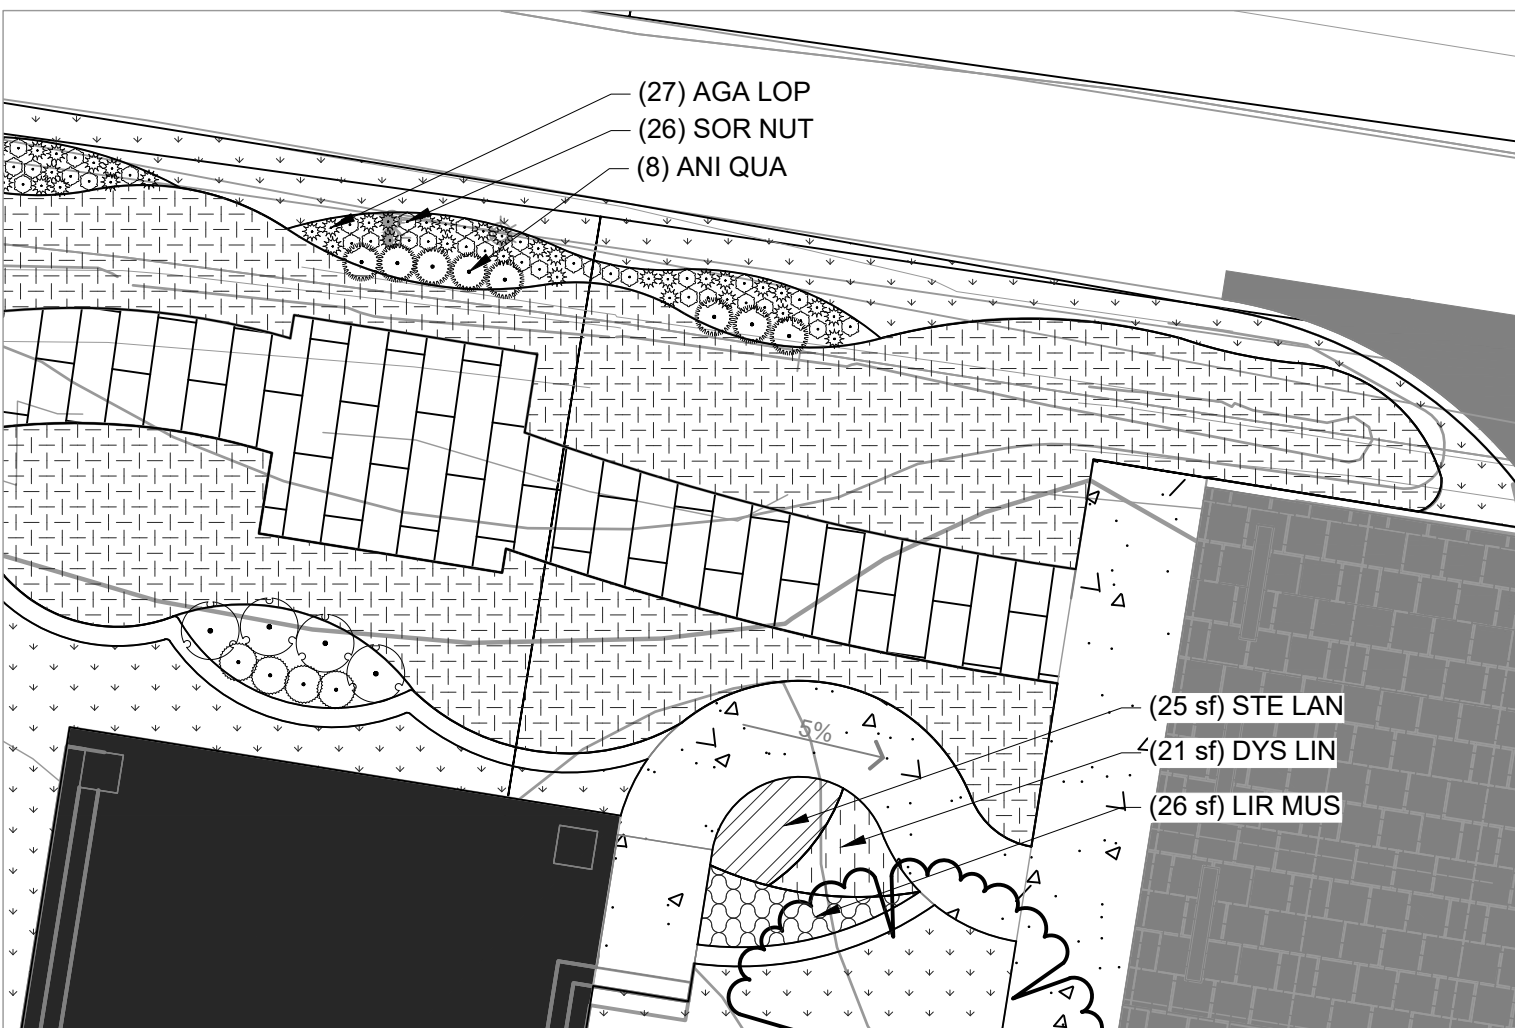 (27) AGA LOP
(26) SOR NUT
(8) ANI QUA
(25 sf) STE LAN
5%
(21 sf) DYS LIN
(26 sf) LIR MUS